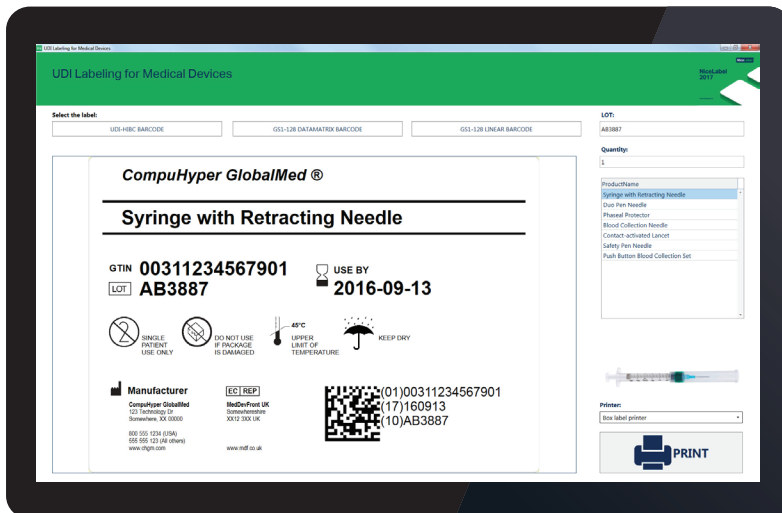 UDI Labeling for Medical Devices
UDI Labeling for Medical Devices
NiceLabel
2017
Select the label:
UDI-HIBC BARCODE
GS1-128 DATAMATRIX BARCODE
GS1-128 LINEAR BARCODE
LOT:
AB3887
Quantity:
1
ProductName
Syringe with Retracting Needle
Duo Pen Needle
Phaseal Protector
Blood Collection Needle
Contact-activated Lancet
Safety Pen Needle
Push Button Blood Collection Set
CompuHyper GlobalMed ®
Syringe with Retracting Needle
GTIN 00311234567901
LOT AB3887
USE BY
2016-09-13
2
SINGLE
PATIENT
USE ONLY
DO NOT USE
IF PACKAGE
IS DAMAGED
45°C
UPPER
LIMIT OF
TEMPERATURE
KEEP DRY
Manufacturer
CompuHyper GlobalMed
123 Technology Dr
Somewhere, XX 00000
800 555 1234 (USA)
555 555 123 (All others)
www.chgm.com
EC REP
MedDevFront UK
Somewhereshire
XX12 3XX UK
www.mdf.co.uk
(01)00311234567901
(17)160913
(10)AB3887
Printer:
Box label printer
PRINT